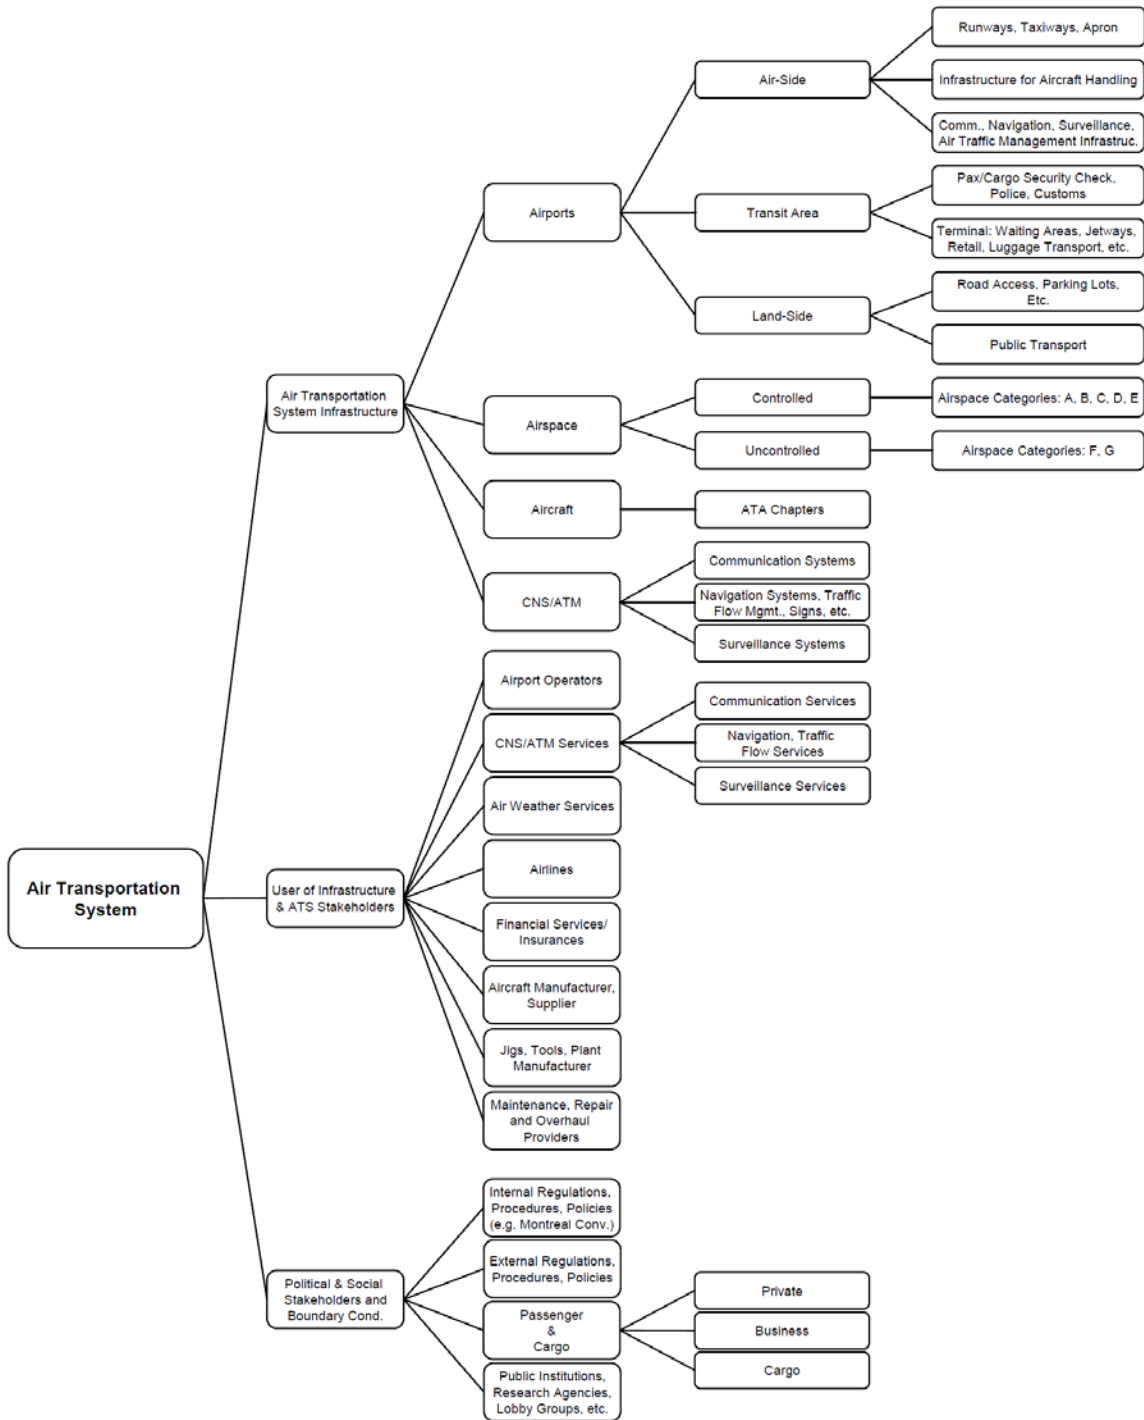 Runways, Taxiways, Apron
Air-Side
Infrastructure for Aircraft Handling
Comm., Navigation, Surveillance,
Air Traffic Management Infrastruc.
Pax/Cargo Security Check,
Police, Customs
Airports
Transit Area
Terminal: Waiting Areas, Jetways,
Retail, Luggage Transport, etc.
Road Access, Parking Lots,
Etc.
Land-Side
Public Transport
Air Transportation
System Infrastructure
Controlled
Airspace Categories: A, B, C, D, E
Airspace
Uncontrolled
Airspace Categories: F, G
Aircraft
ATA Chapters
Communication Systems
CNS/ATM
Navigation Systems, Traffic
Flow Mgmt., Signs, etc.
Surveillance Systems
Airport Operators
Communication Services
CNS/ATM Services
Navigation, Traffic
Flow Services
Surveillance Services
Air Weather Services
Airlines
Air Transportation
System
User of Infrastructure
& ATS Stakeholders
Financial Services/
Insurances
Aircraft Manufacturer,
Supplier
Jigs, Tools, Plant
Manufacturer
Maintenance, Repair
and Overhaul
Providers
Internal Regulations,
Procedures, Policies
(e.g. Montreal Conv.)
External Regulations,
Procedures, Policies
Political & Social
Stakeholders and
Boundary Cond.
Private
Passenger
&
Cargo
Business
Cargo
Public Institutions,
Research Agencies,
Lobby Groups, etc.